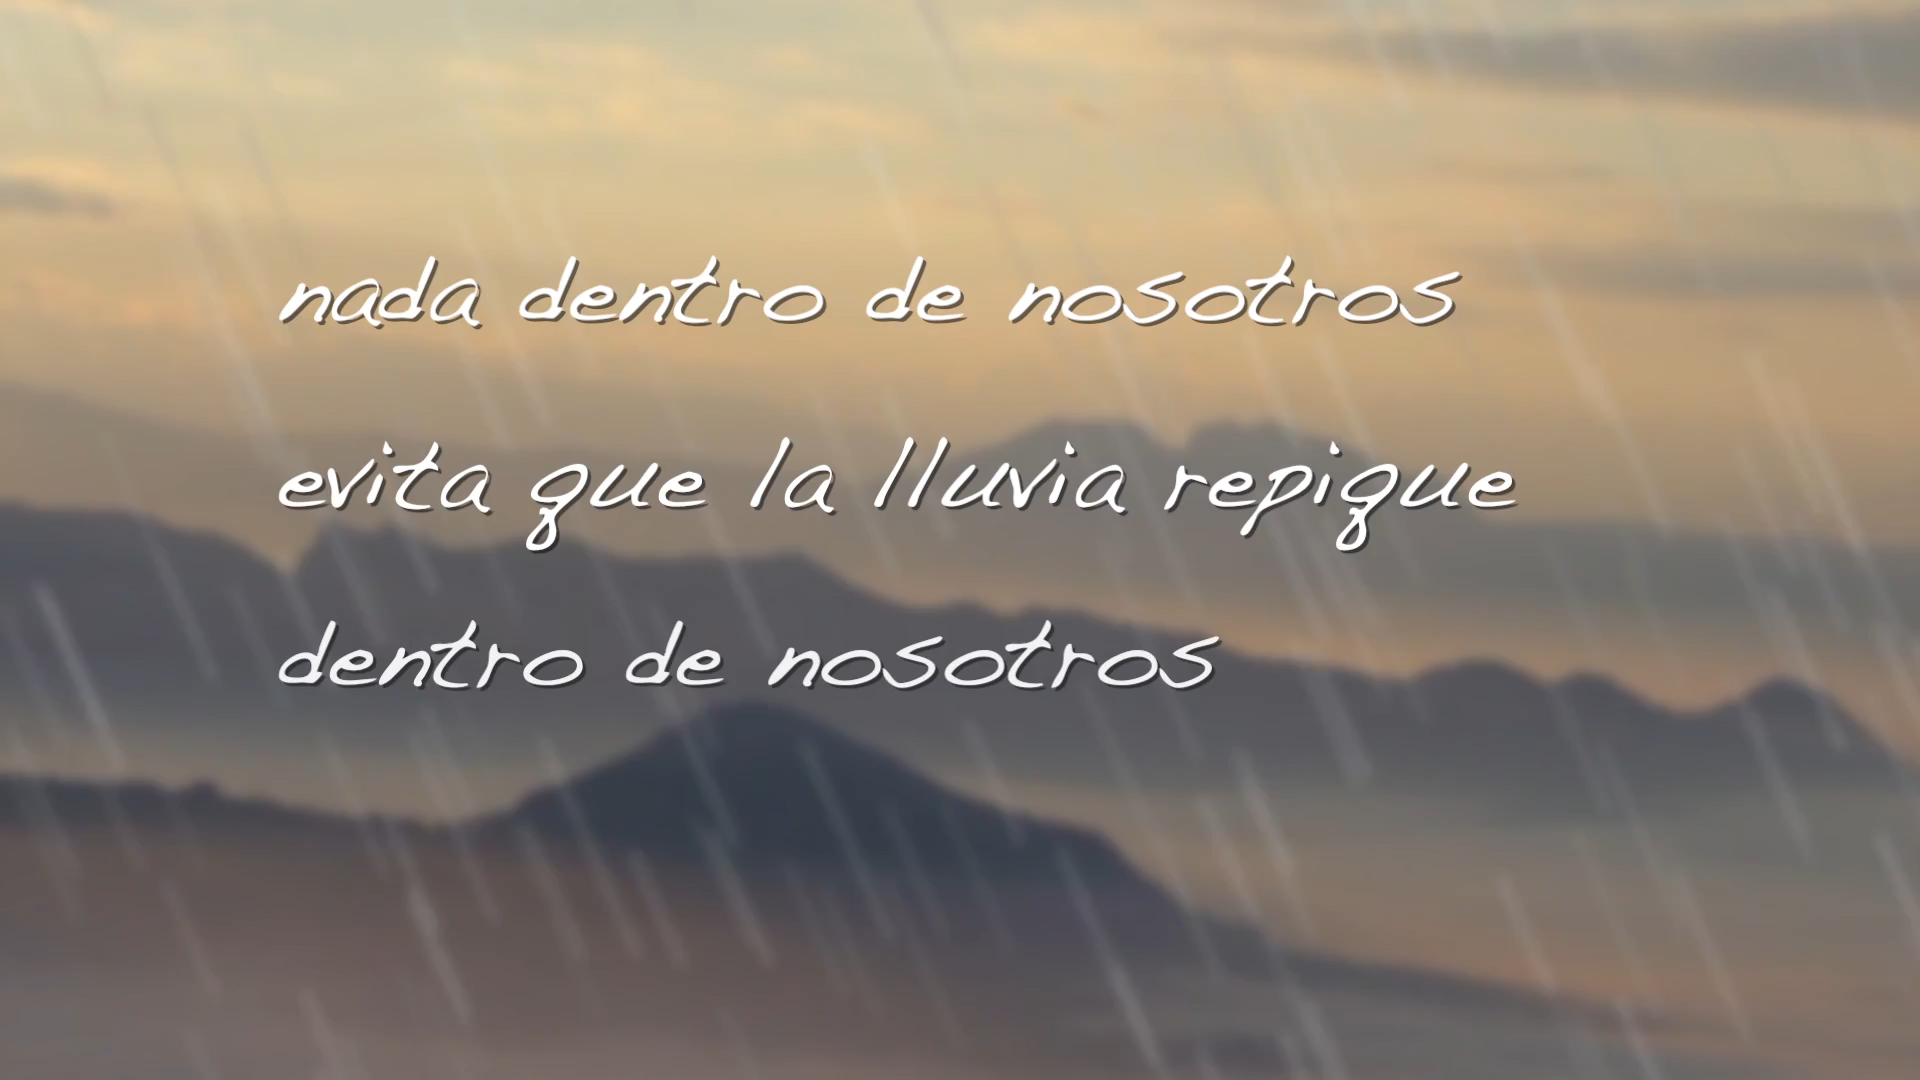 nada dentro de nosotros
evita que la lluvia repique
dentro de nosotros